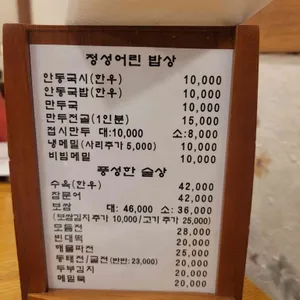 정성어린 밥상
안동국시(한우) 10,000
안동국밥(한우) 10,000
만두국 10,000
만두전골(1인분) 15,000
접시만두 대:10,000 소:8,000
냉메밀(사리추가 5,000) 10,000
비빔메밀 10,000
풍성한 술상
수육(한우) 42,000
참문어 42,000
보쌈 대: 46,000 소: 36,000
(보쌈김치추가 10,000/고기추가 25,000)
모듬전 28,000
빈대떡 20,000
해물파전 20,000
동태전/굴전(반반: 23,000) 20,000
두부김치 20,000
메밀묵 20,000